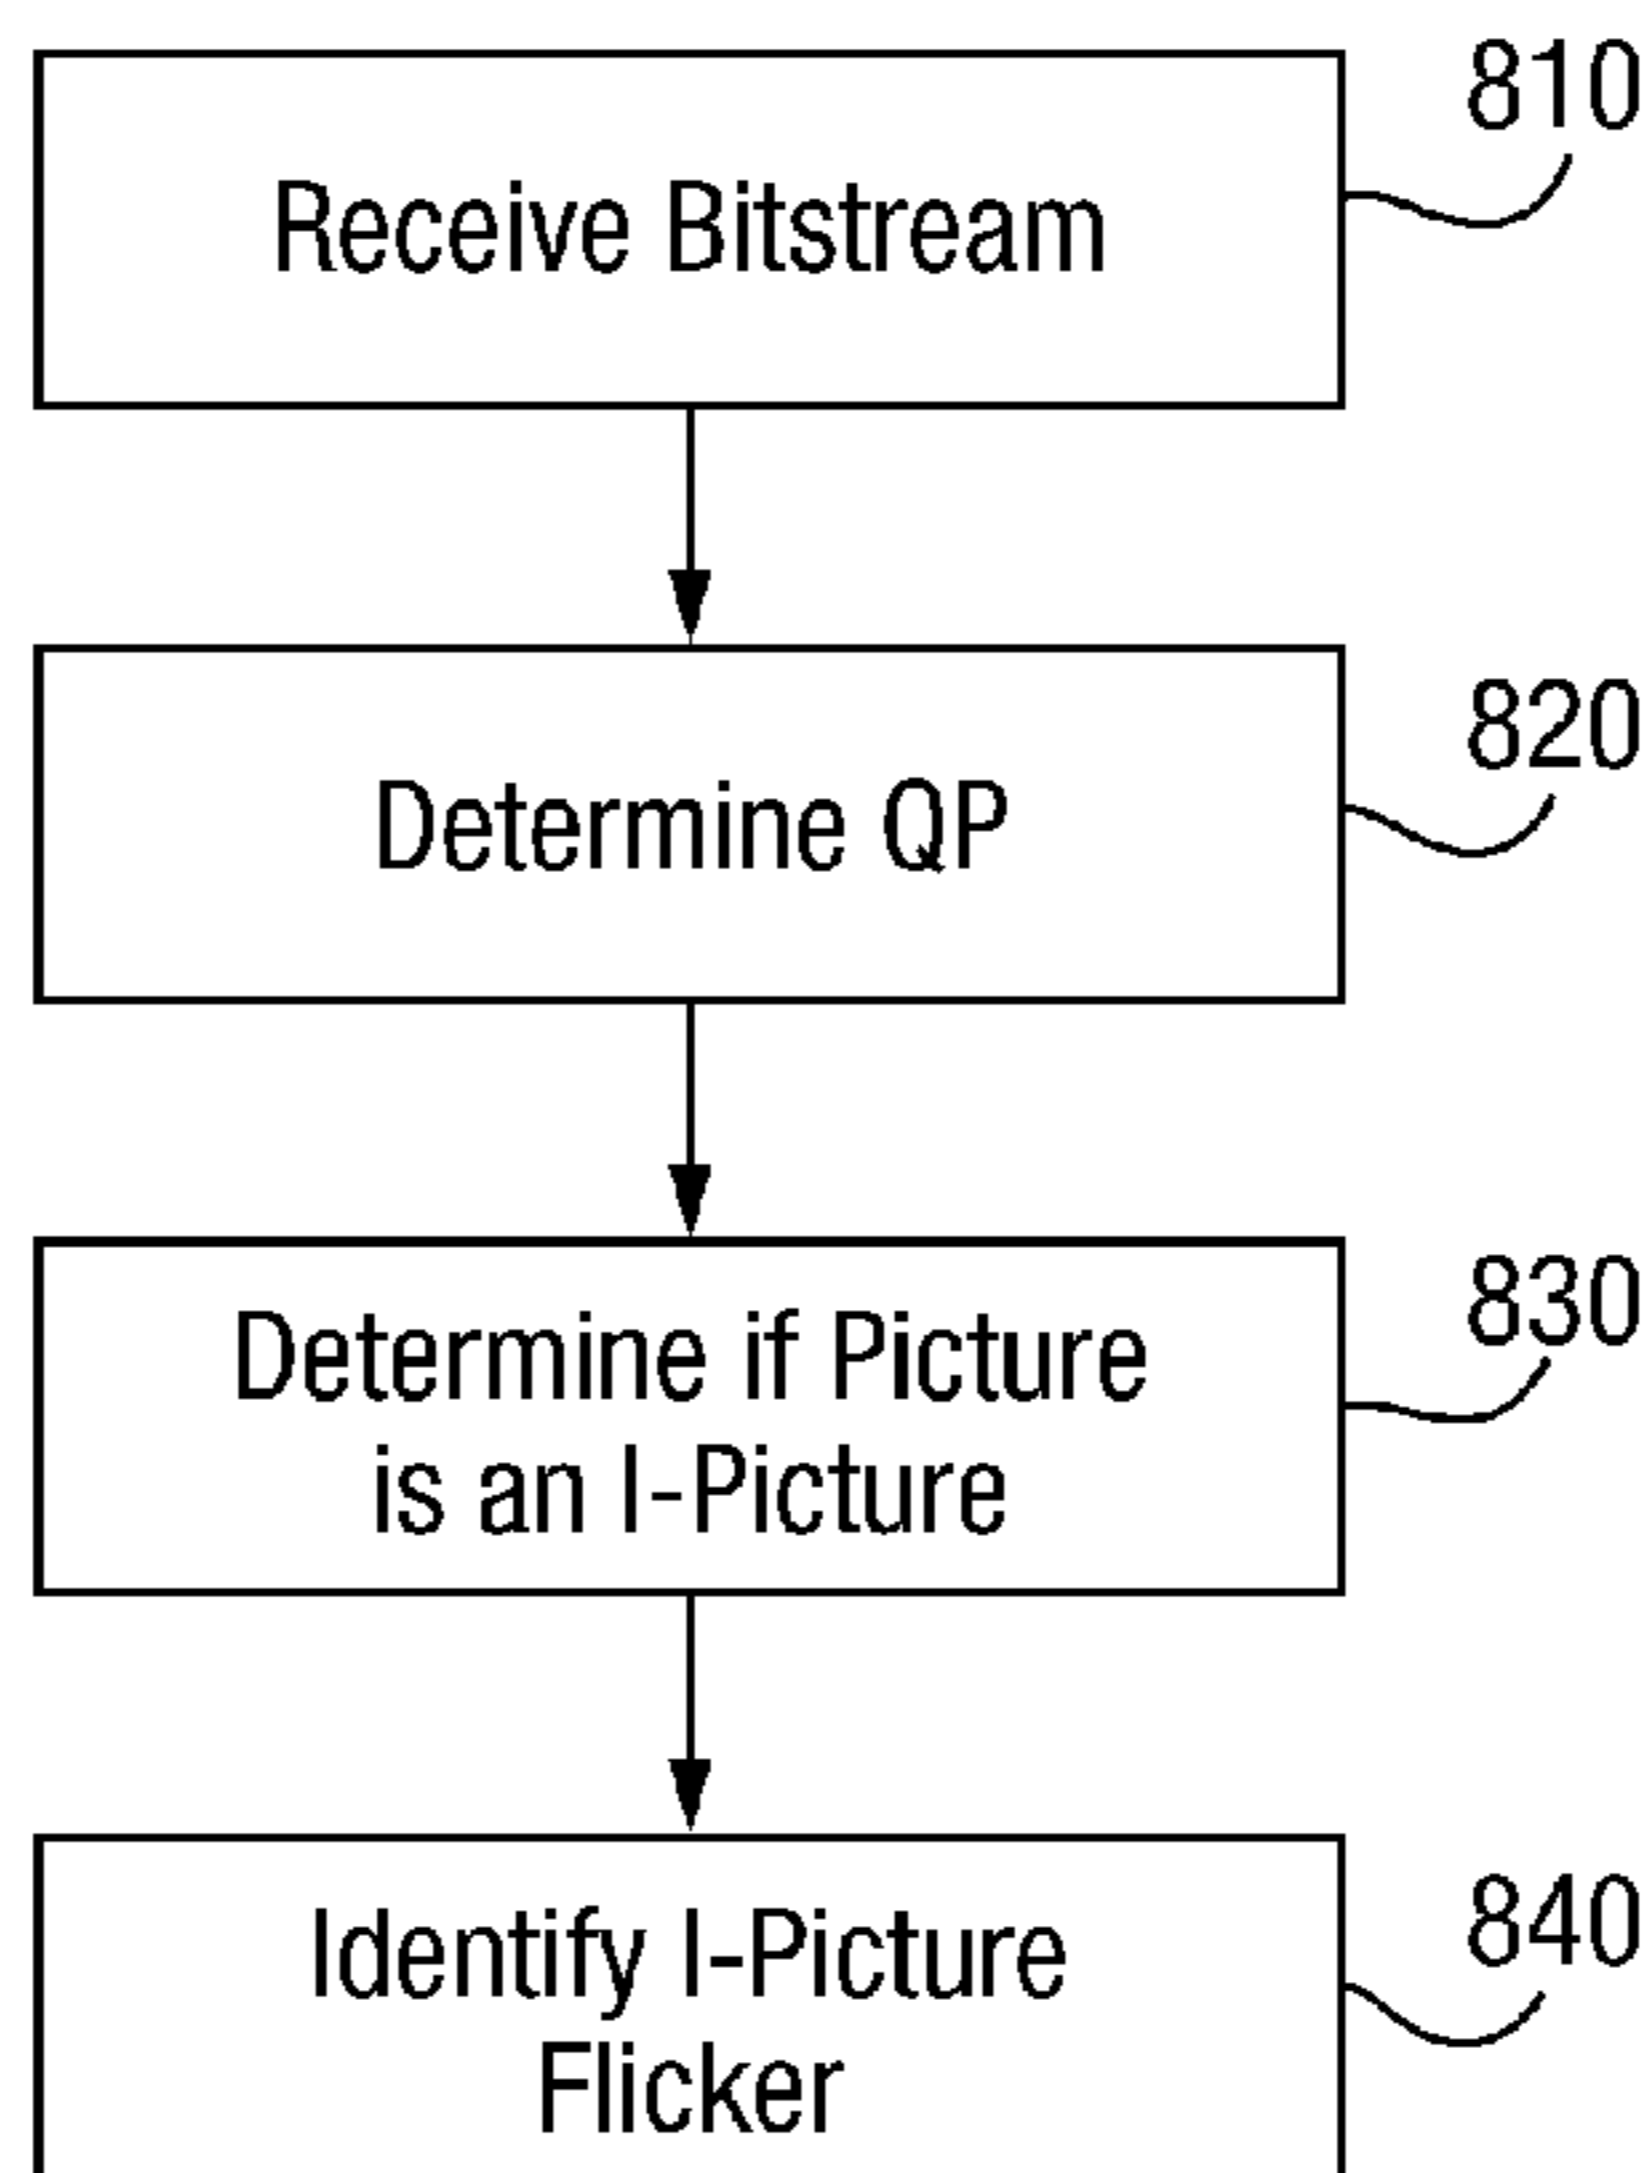 810
Receive Bitstream
820
Determine QP
830
Determine if Picture
is an I-Picture
840
Identify I-Picture
Flicker